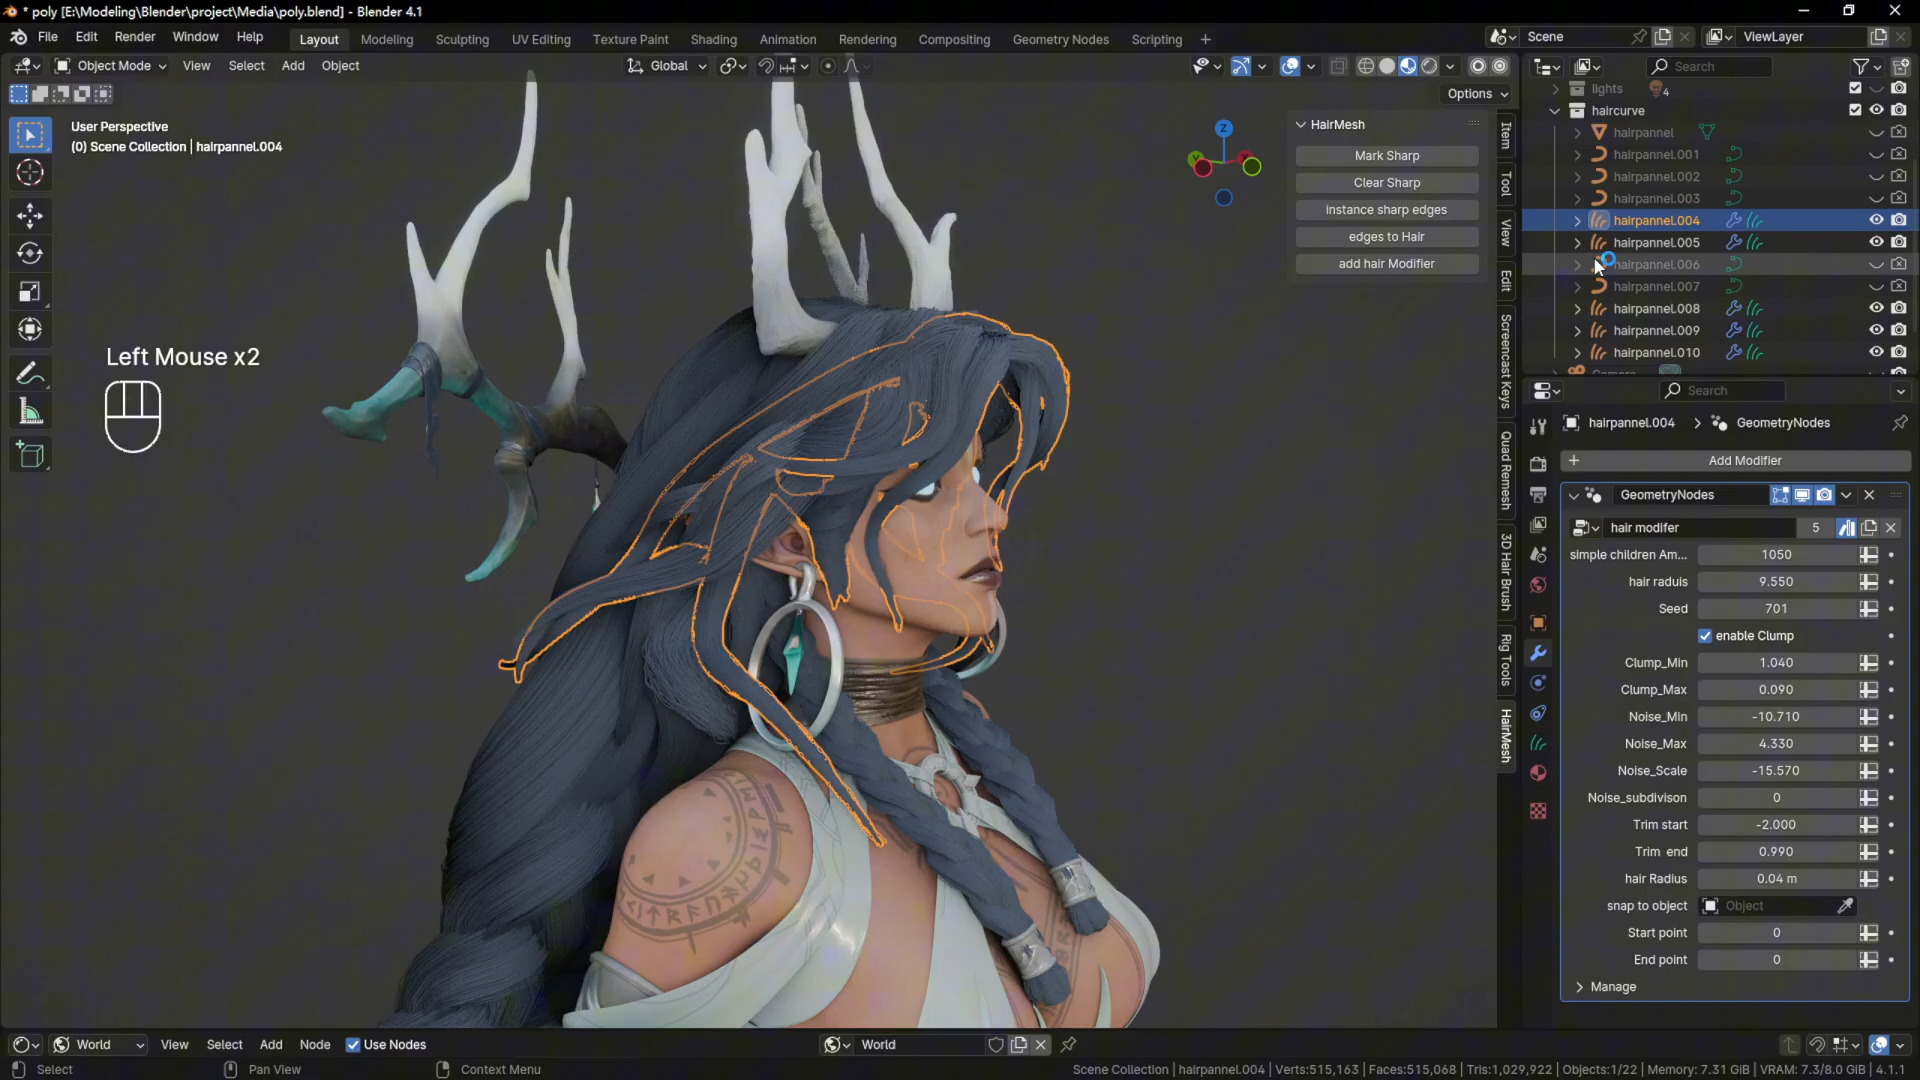 * poly [E:\Modeling\Blender\project\Media\poly.blend] - Blender 4.1
File Edit Render Window Help Layout Modeling Sculpting UV Editing Texture Paint Shading Animation Rendering Compositing Geometry Nodes Scripting + Scene ViewLayer
Object Mode View Select Add Object Global Search
Options
User Perspective
(0) Scene Collection | hairpannel.004
Left Mouse x2
Z
HairMesh
Mark Sharp
Clear Sharp
instance sharp edges
edges to Hair
add hair Modifier
Item
Tool
View
Edit
Screencast Keys
Quad Remesh
3D Hair Brush
Rig Tools
HairMesh
lights 4
haircurve
hairpannel
hairpannel.001
hairpannel.002
hairpannel.003
hairpannel.004
hairpannel.005
hairpannel.006
hairpannel.007
hairpannel.008
hairpannel.009
hairpannel.010
Search
hairpannel.004 > GeometryNodes
+ Add Modifier
GeometryNodes
hair modifer 5
simple children Am... 1050
hair raduis 9.550
Seed 701
enable Clump
Clump_Min 1.040
Clump_Max 0.090
Noise_Min -10.710
Noise_Max 4.330
Noise_Scale -15.570
Noise_subdivison 0
Trim start -2.000
Trim end 0.990
hair Radius 0.04 m
snap to object Object
Start point 0
End point 0
Manage
World View Select Add Node Use Nodes World
Select Pan View Context Menu Scene Collection | hairpannel.004 | Verts:515,163 | Faces:515,068 | Tris:1,029,922 | Objects:1/22 | Memory: 7.31 GiB | VRAM: 7.3/8.0 GiB | 4.1.1